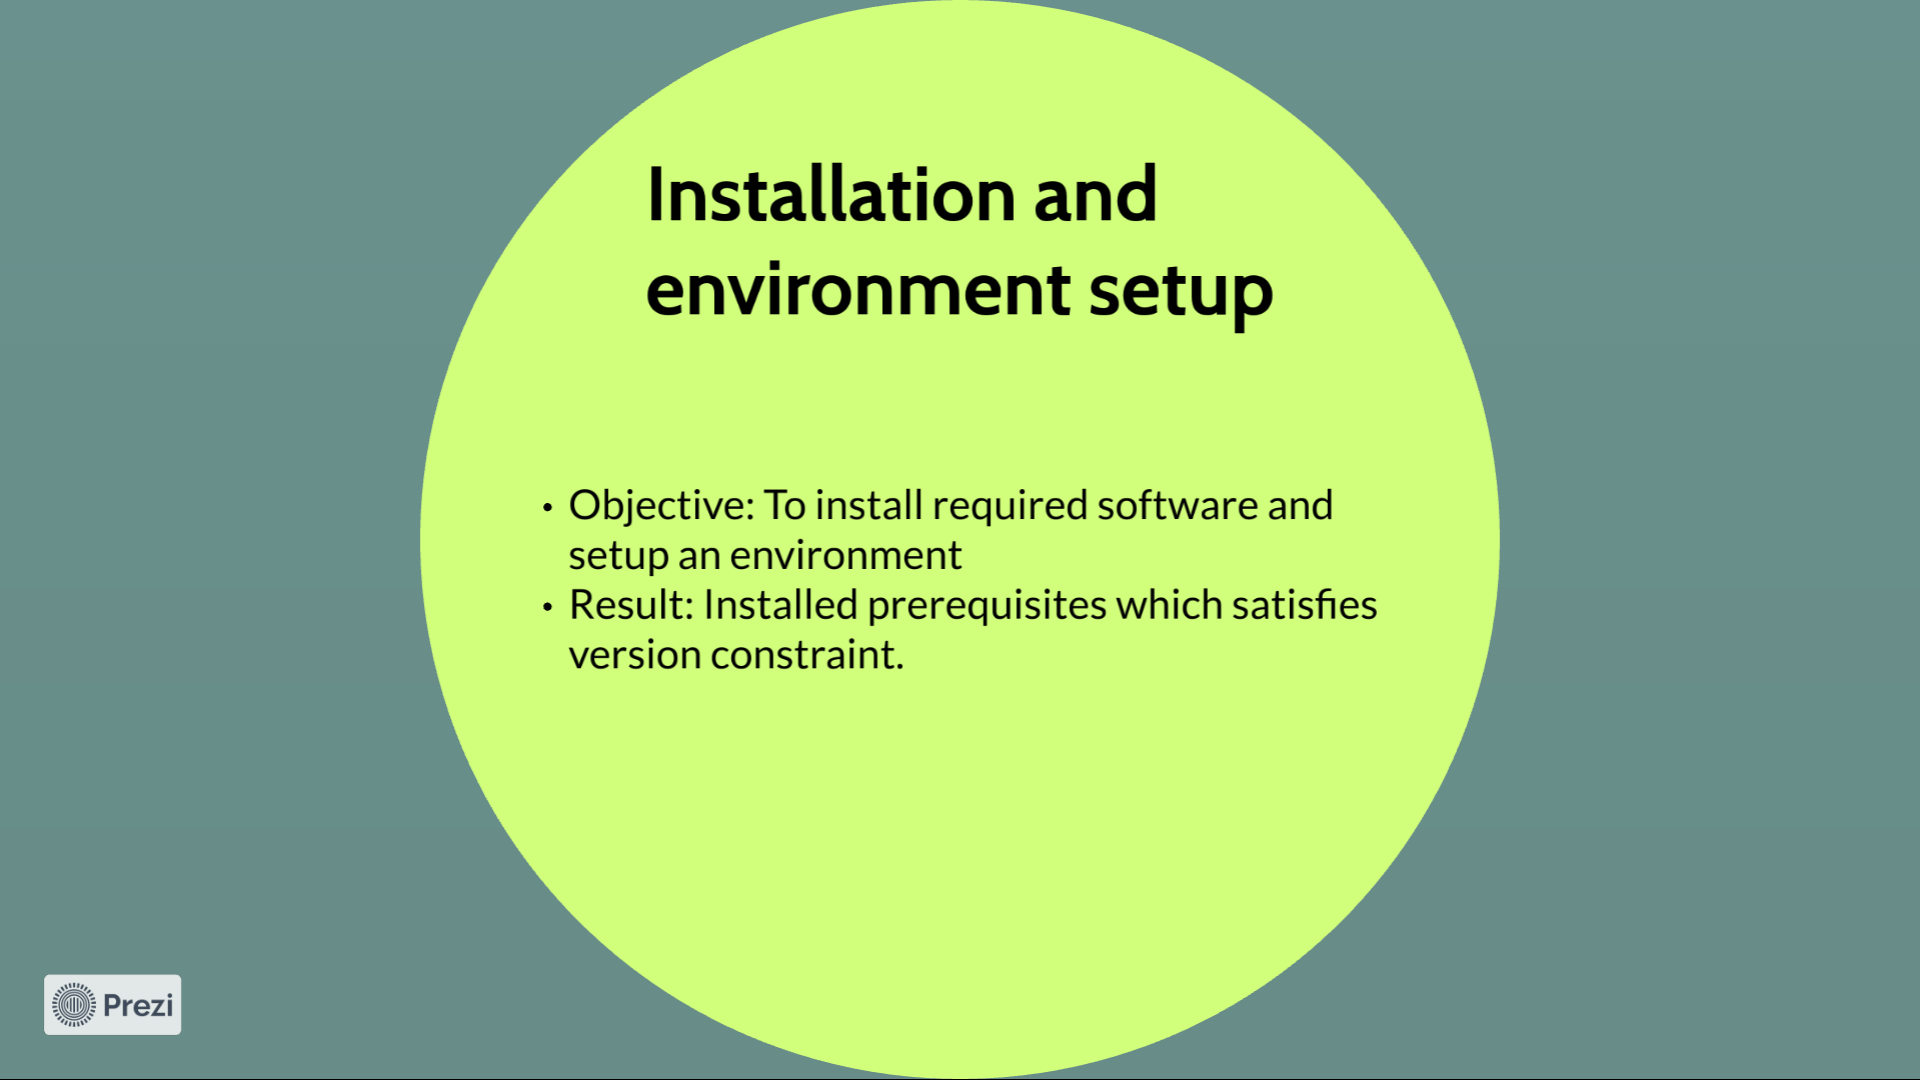 Installation and
environment setup
• Objective: To install required software and
setup an environment
• Result: Installed prerequisites which satisfies
version constraint.
Prezi